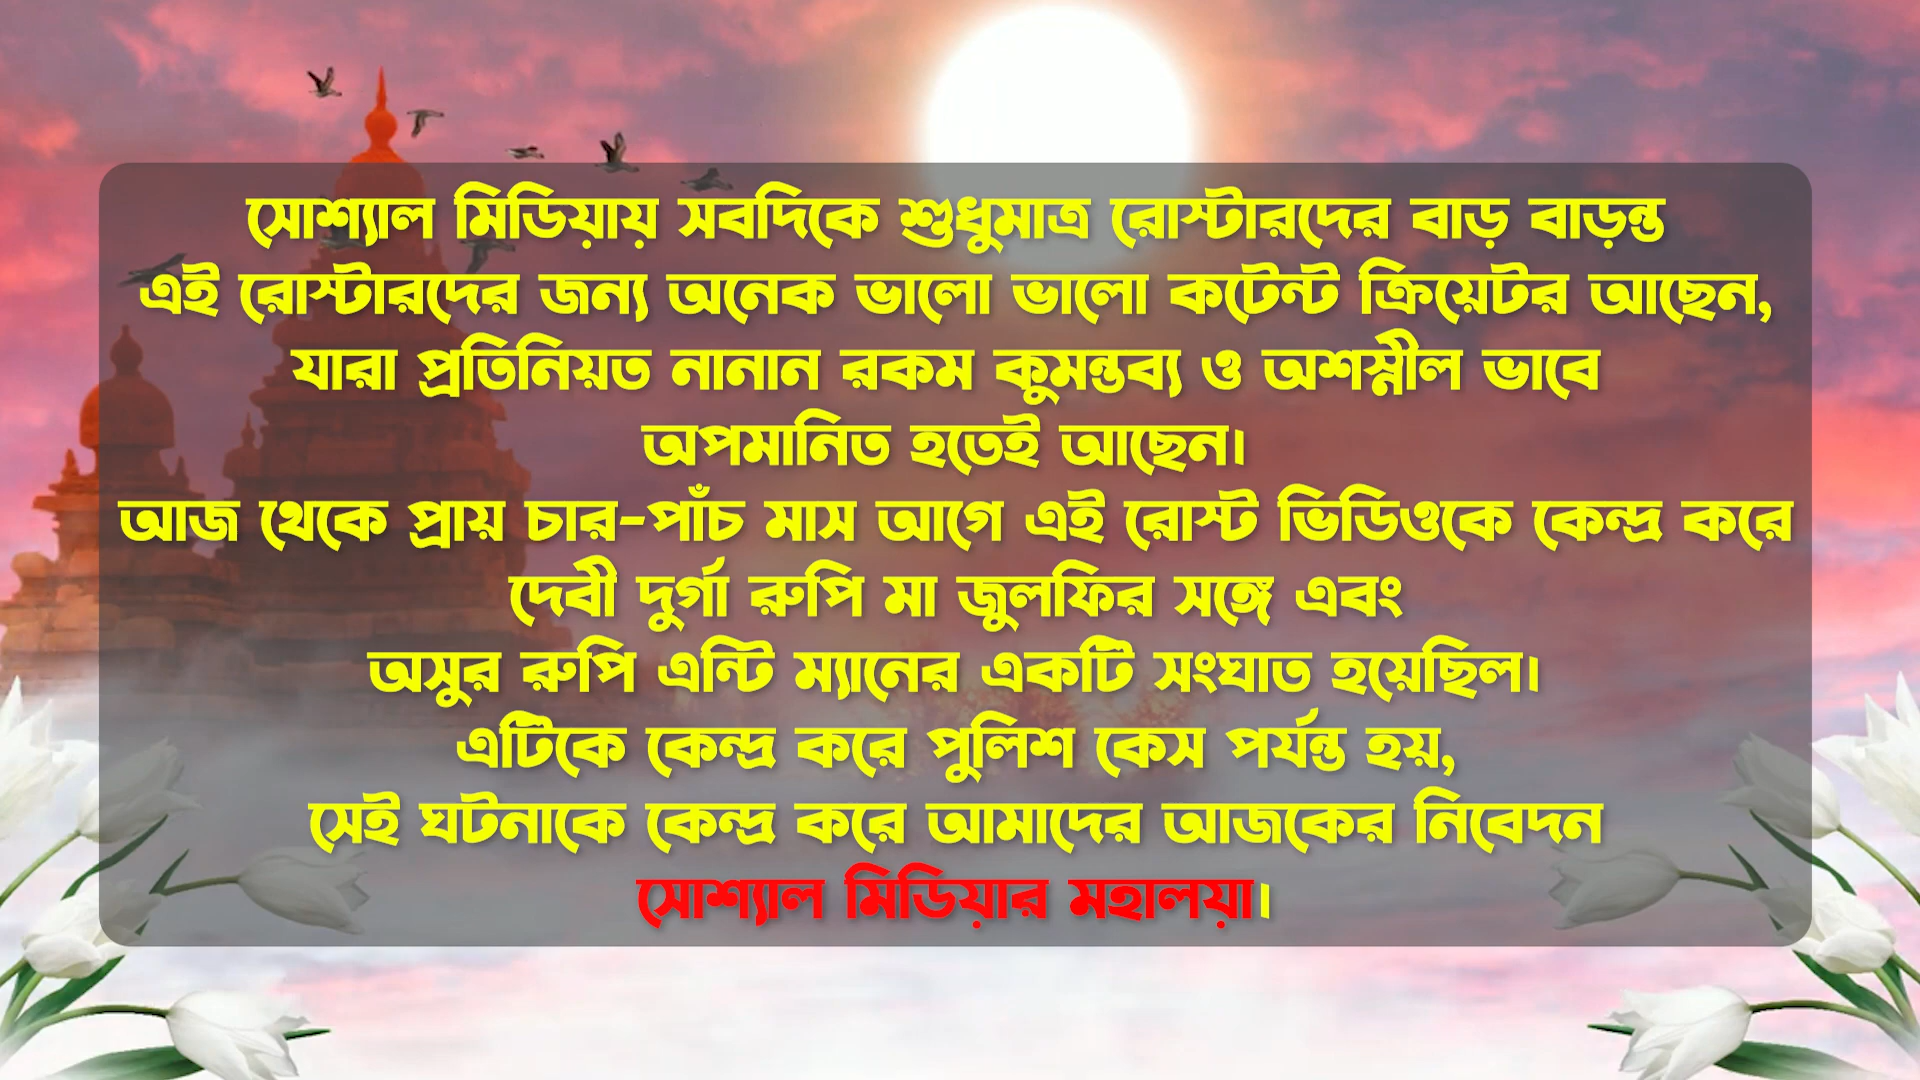 সোশ্যাল মিডিয়ায় সবদিকে শুধুমাত্র রোস্টারদের বাড় বাড়ন্ত
এই রোস্টারদের জন্য অনেক ভালো ভালো কটেন্ট ক্রিয়েটর আছেন,
যারা প্রতিনিয়ত নানান রকম কুমন্তব্য ও অশস্নীল ভাবে
অপমানিত হতেই আছেন।
আজ থেকে প্রায় চার-পাঁচ মাস আগে এই রোস্ট ভিডিওকে কেন্দ্র করে
দেবী দুর্গা রুপি মা জুলফির সঙ্গে এবং
অসুর রুপি এন্টি ম্যানের একটি সংঘাত হয়েছিল।
এটিকে কেন্দ্র করে পুলিশ কেস পর্যন্ত হয়,
সেই ঘটনাকে কেন্দ্র করে আমাদের আজকের নিবেদন
সোশ্যাল মিডিয়ার মহালয়া।